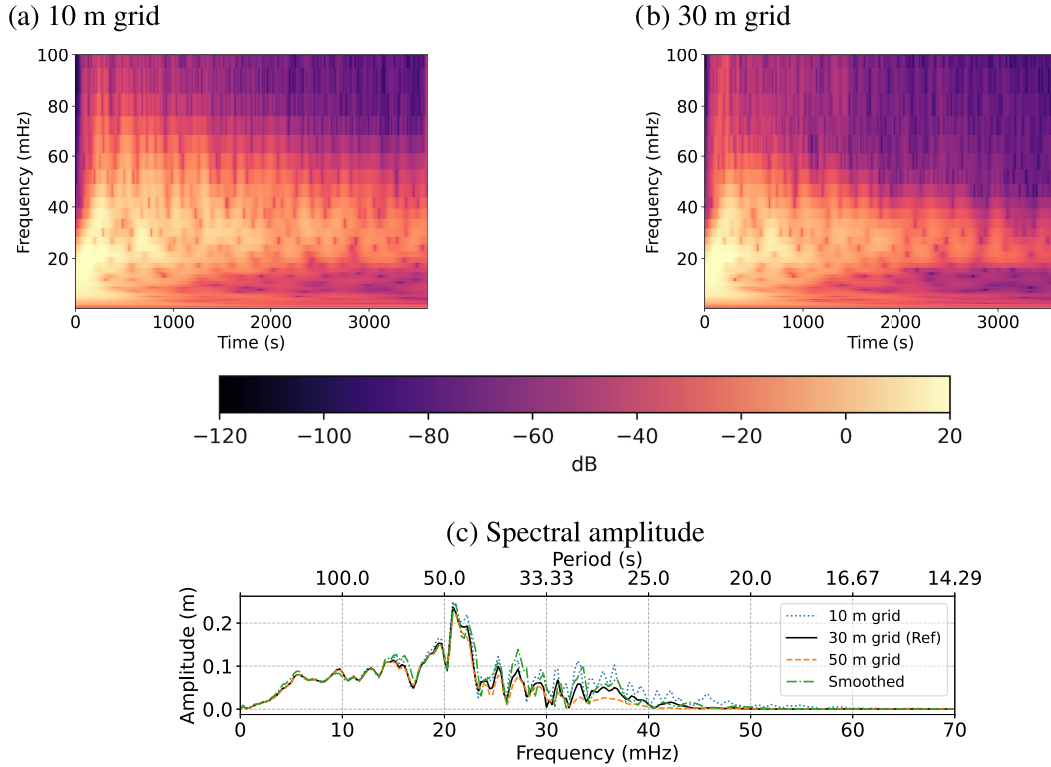 (a) 10 m grid
(b) 30 m grid
100
80
60
40
20
Frequency (mHz)
0 1000 2000 3000
Time (s)
100
80
60
40
20
Frequency (mHz)
0 1000 2000 3000
Time (s)
−120 −100 −80 −60 −40 −20 0 20
dB
(c) Spectral amplitude
Period (s)
100.0 50.0 33.33 25.0 20.0 16.67 14.29
Amplitude (m)
0.2
0.1
0.0
10 m grid
30 m grid (Ref)
50 m grid
Smoothed
0 10 20 30 40 50 60 70
Frequency (mHz)